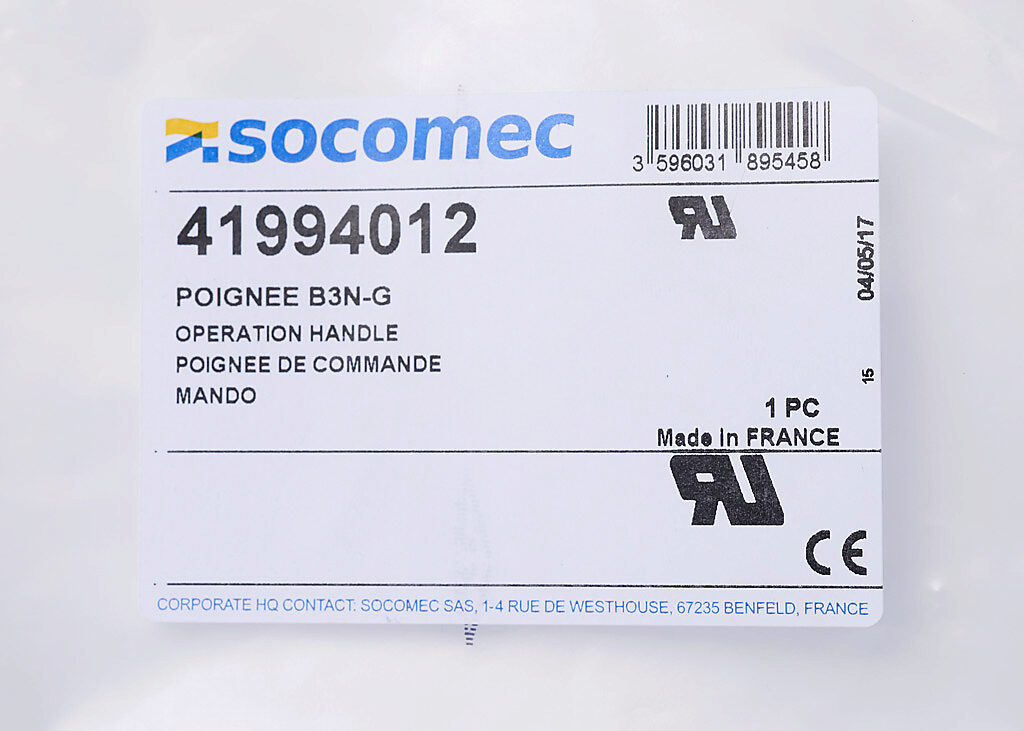 socomec
3 596031 895458
41994012
POIGNEE B3N-G
OPERATION HANDLE
POIGNEE DE COMMANDE
MANDO
04/05/17
15
1 PC
Made in FRANCE
CE
CORPORATE HQ CONTACT: SOCOMEC SAS, 1-4 RUE DE WESTHOUSE, 67235 BENFELD, FRANCE